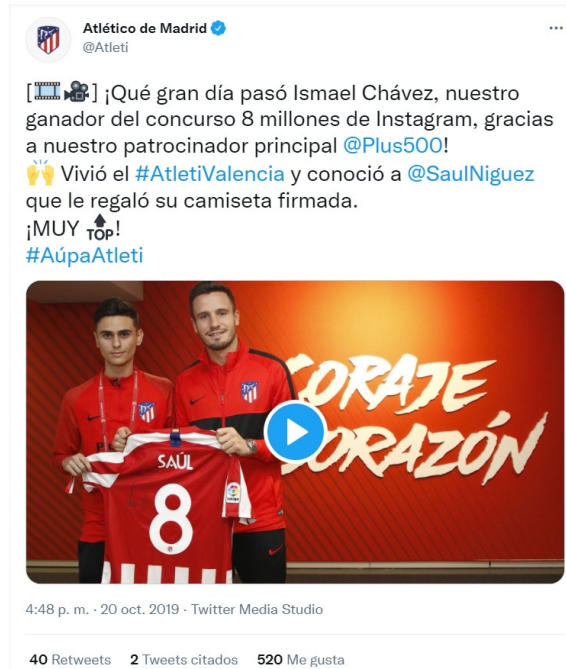 Atlético de Madrid
@Atleti
[🎞️🎥] ¡Qué gran día pasó Ismael Chávez, nuestro
ganador del concurso 8 millones de Instagram, gracias
a nuestro patrocinador principal @Plus500!
🙌 Vivió el #AtletiValencia y conoció a @SaulNiguez
que le regaló su camiseta firmada.
¡MUY 🔝!
#AúpaAtleti
CORAJE
CORAZÓN
SAÚL
8
4:48 p. m. · 20 oct. 2019 · Twitter Media Studio
40 Retweets 2 Tweets citados 520 Me gusta